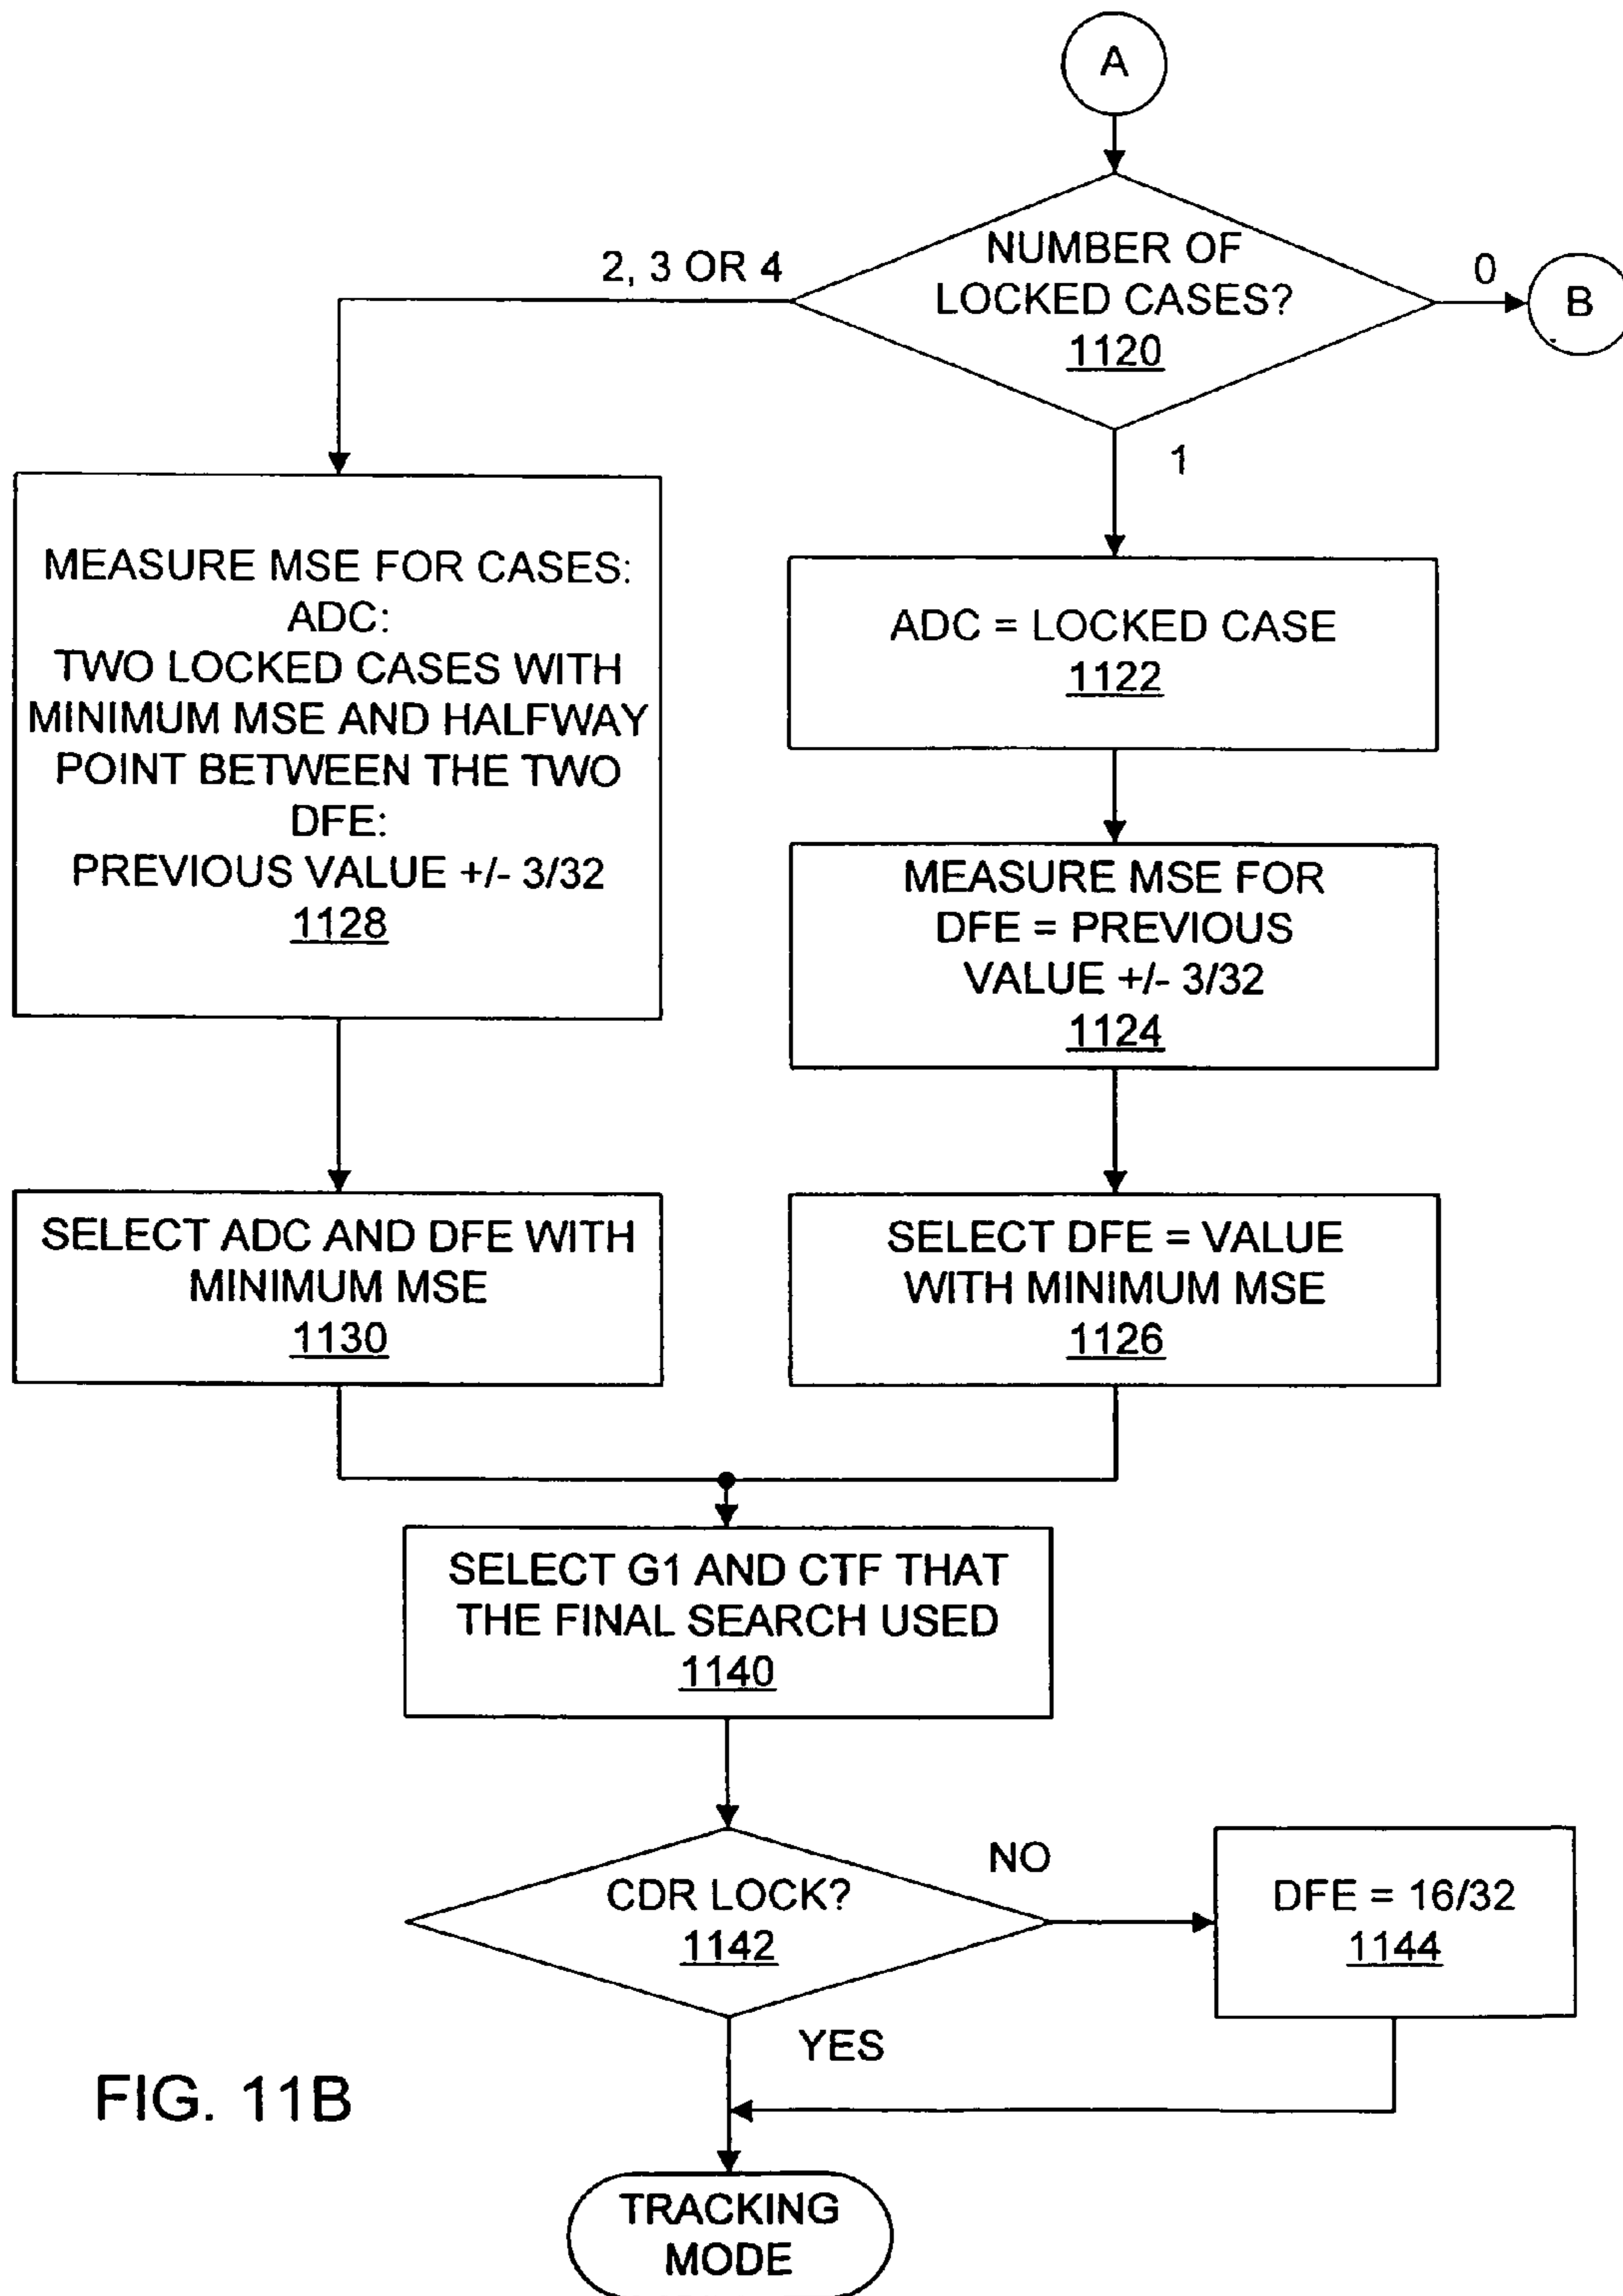 A
NUMBER OF
LOCKED CASES?
1120
2, 3 OR 4
0
B
1
MEASURE MSE FOR CASES:
ADC:
TWO LOCKED CASES WITH
MINIMUM MSE AND HALFWAY
POINT BETWEEN THE TWO
DFE:
PREVIOUS VALUE +/- 3/32
1128
ADC = LOCKED CASE
1122
MEASURE MSE FOR
DFE = PREVIOUS
VALUE +/- 3/32
1124
SELECT ADC AND DFE WITH
MINIMUM MSE
1130
SELECT DFE = VALUE
WITH MINIMUM MSE
1126
SELECT G1 AND CTF THAT
THE FINAL SEARCH USED
1140
CDR LOCK?
1142
NO
DFE = 16/32
1144
YES
FIG. 11B
TRACKING
MODE